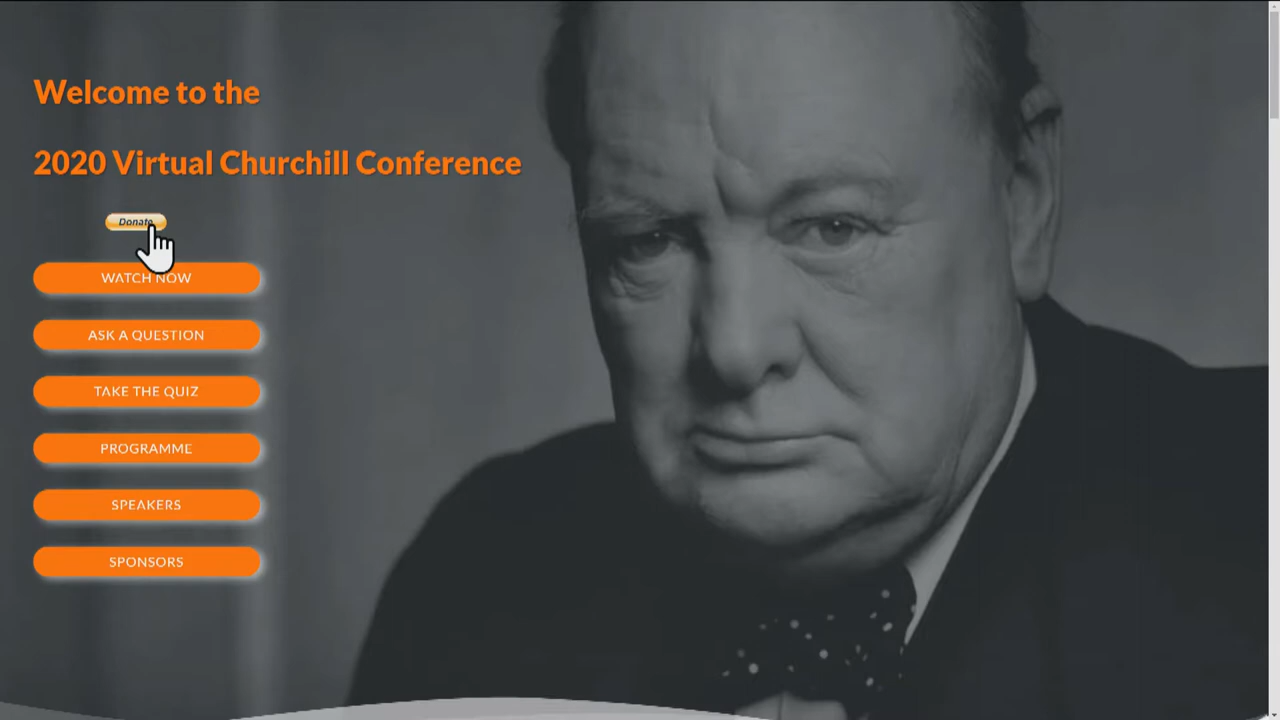 Welcome to the
2020 Virtual Churchill Conference
Donate
WATCH NOW
ASK A QUESTION
TAKE THE QUIZ
PROGRAMME
SPEAKERS
SPONSORS